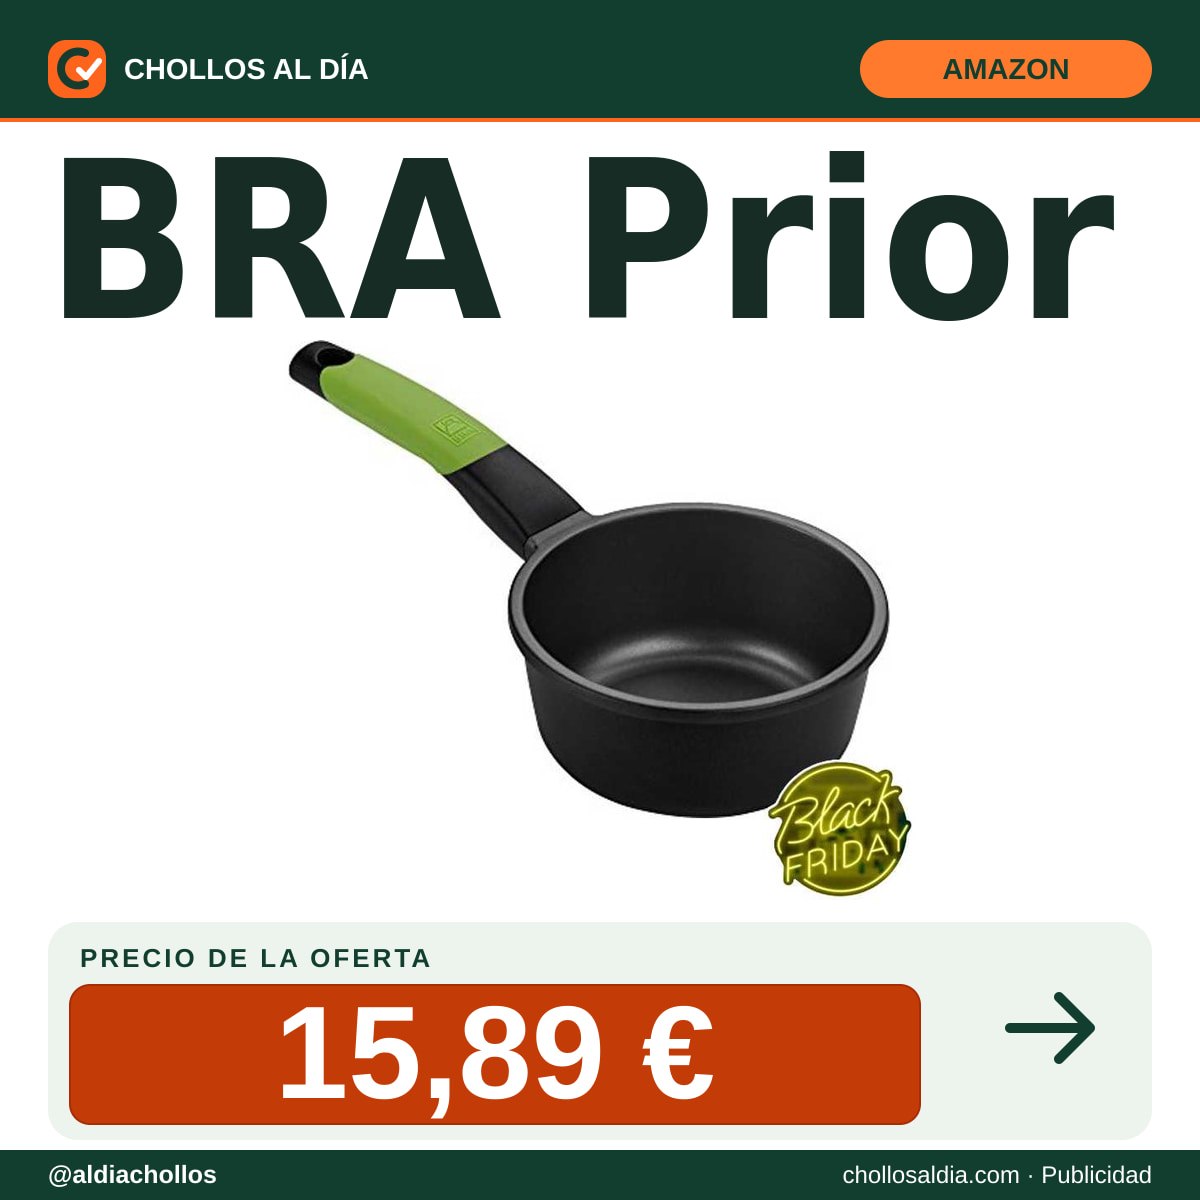 CHOLLOS AL DÍA
AMAZON
BRA Prior
Black
FRIDAY
PRECIO DE LA OFERTA
15,89 €
@aldiachollos
chollosaldia.com · Publicidad